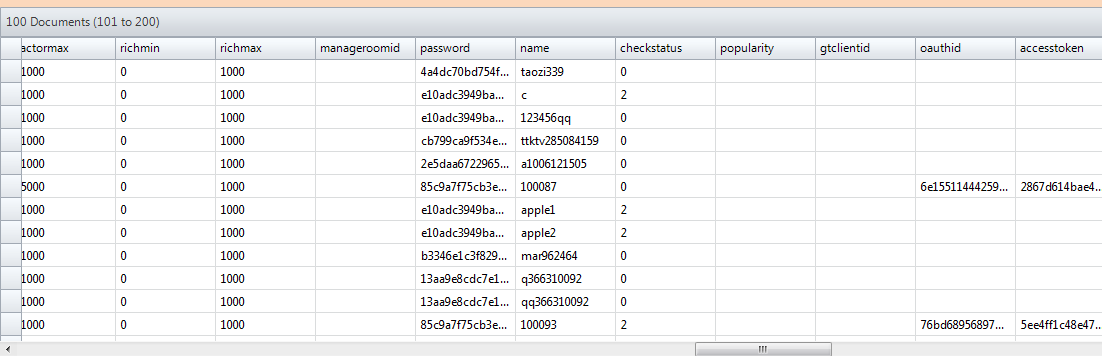 100 Documents (101 to 200)
actormax richmin richmax manageroomid password name checkstatus popularity gtclientid oauthid accesstoken
1000 0 1000 4a4dc70bd754f... taozi339 0
1000 0 1000 e10adc3949ba... c 2
1000 0 1000 e10adc3949ba... 123456qq 0
1000 0 1000 cb799ca9f534e... ttktv285084159 0
1000 0 1000 2e5daa6722965... a1006121505 0
5000 0 1000 85c9a7f75cb3e... 100087 0 6e15511444259... 2867d614bae4...
1000 0 1000 e10adc3949ba... apple1 2
1000 0 1000 e10adc3949ba... apple2 2
1000 0 1000 b3346e1c3f829... mar962464 0
1000 0 1000 13aa9e8cdc7e1... q366310092 0
1000 0 1000 13aa9e8cdc7e1... qq366310092 0
1000 0 1000 85c9a7f75cb3e... 100093 2 76bd68956897... 5ee4ff1c48e47...